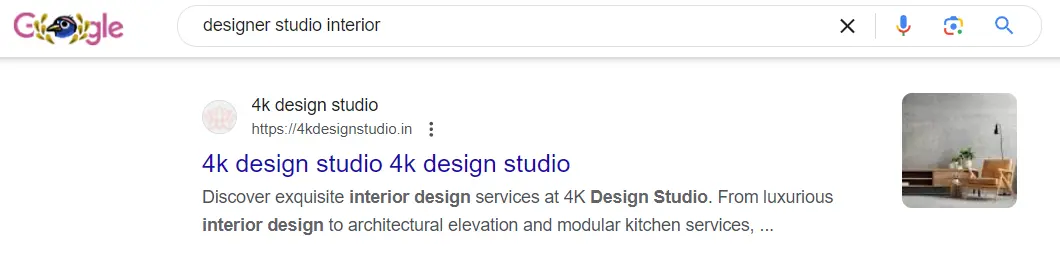 Google
designer studio interior
4k design studio
https://4kdesignstudio.in
4k design studio 4k design studio
Discover exquisite interior design services at 4K Design Studio. From luxurious
interior design to architectural elevation and modular kitchen services, ...